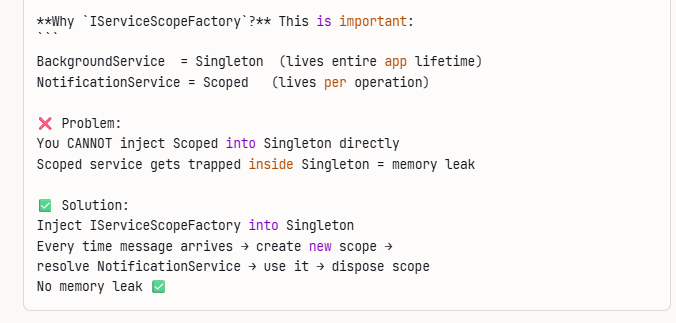 **Why `IServiceScopeFactory`?** This is important:
```
BackgroundService  = Singleton  (lives entire app lifetime)
NotificationService = Scoped   (lives per operation)
❌ Problem:
You CANNOT inject Scoped into Singleton directly
Scoped service gets trapped inside Singleton = memory leak
✅ Solution:
Inject IServiceScopeFactory into Singleton
Every time message arrives → create new scope →
resolve NotificationService → use it → dispose scope
No memory leak ✅